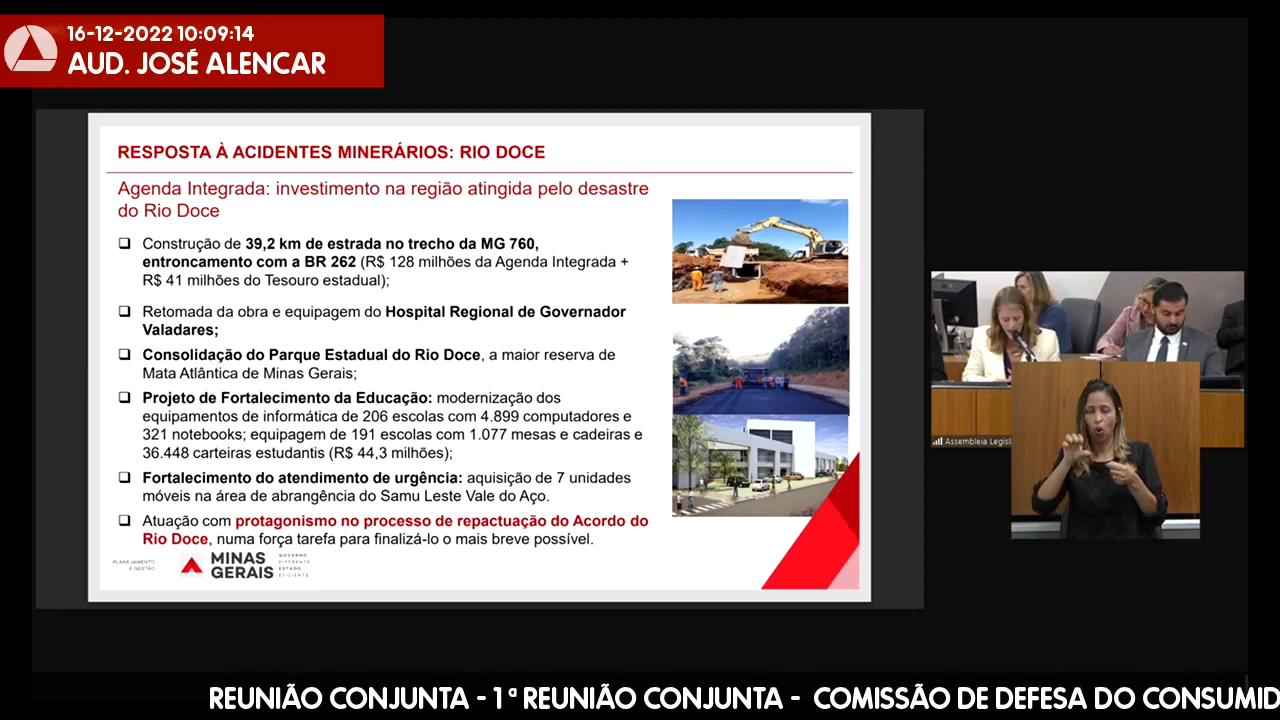 16-12-2022 10:09:14
AUD. JOSÉ ALENCAR
RESPOSTA À ACIDENTES MINERÁRIOS: RIO DOCE
Agenda Integrada: investimento na região atingida pelo desastre
do Rio Doce
Construção de 39,2 km de estrada no trecho da MG 760,
entroncamento com a BR 262 (R$ 128 milhões da Agenda Integrada +
R$ 41 milhões do Tesouro estadual);
Retomada da obra e equipagem do Hospital Regional de Governador
Valadares;
Consolidação do Parque Estadual do Rio Doce, a maior reserva de
Mata Atlântica de Minas Gerais;
Projeto de Fortalecimento da Educação: modernização dos
equipamentos de informática de 206 escolas com 4.899 computadores e
321 notebooks; equipagem de 191 escolas com 1.077 mesas e cadeiras e
36.448 carteiras estudantis (R$ 44,3 milhões);
Fortalecimento do atendimento de urgência: aquisição de 7 unidades
móveis na área de abrangência do Samu Leste Vale do Aço.
Atuação com protagonismo no processo de repactuação do Acordo do
Rio Doce, numa força tarefa para finalizá-lo o mais breve possível.
PLANEJAMENTO
E GESTÃO
MINAS
GERAIS
GOVERNO
DIFERENTE
ESTADO
EFICIENTE
Assembleia Legisl
REUNIÃO CONJUNTA - 1ª REUNIÃO CONJUNTA - COMISSÃO DE DEFESA DO CONSUMID